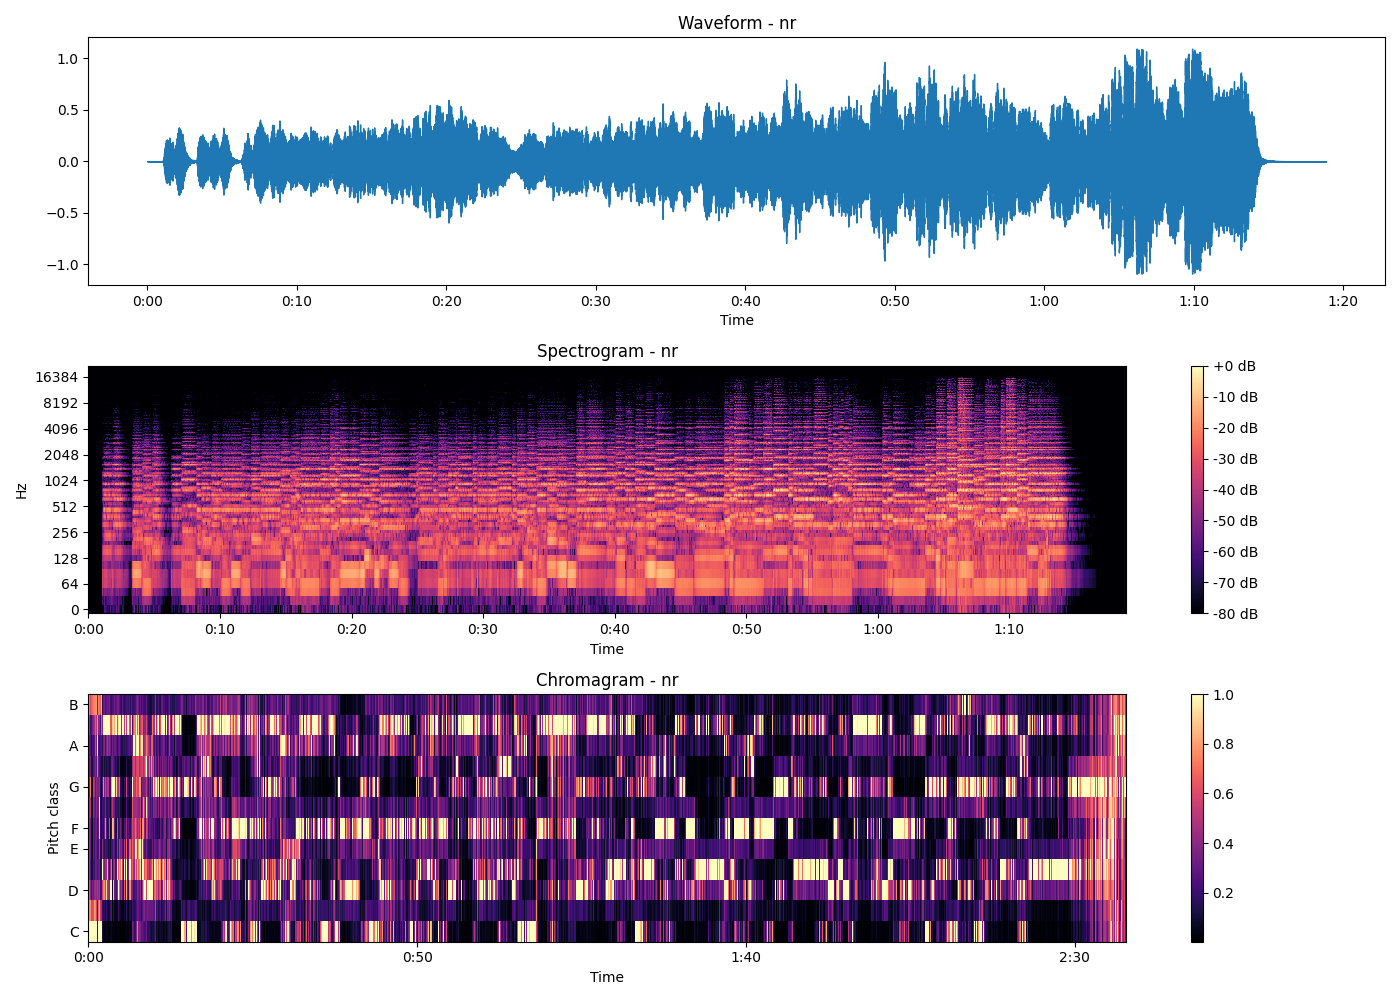 Waveform - nr
1.0
0.5
0.0
−0.5
−1.0
0:00 0:10 0:20 0:30 0:40 0:50 1:00 1:10 1:20
Time
Spectrogram - nr
Hz
16384
8192
4096
2048
1024
512
256
128
64
0
0:00 0:10 0:20 0:30 0:40 0:50 1:00 1:10
Time
+0 dB
-10 dB
-20 dB
-30 dB
-40 dB
-50 dB
-60 dB
-70 dB
-80 dB
Chromagram - nr
Pitch class
B
A
G
F
E
D
C
0:00 0:50 1:40 2:30
Time
1.0
0.8
0.6
0.4
0.2